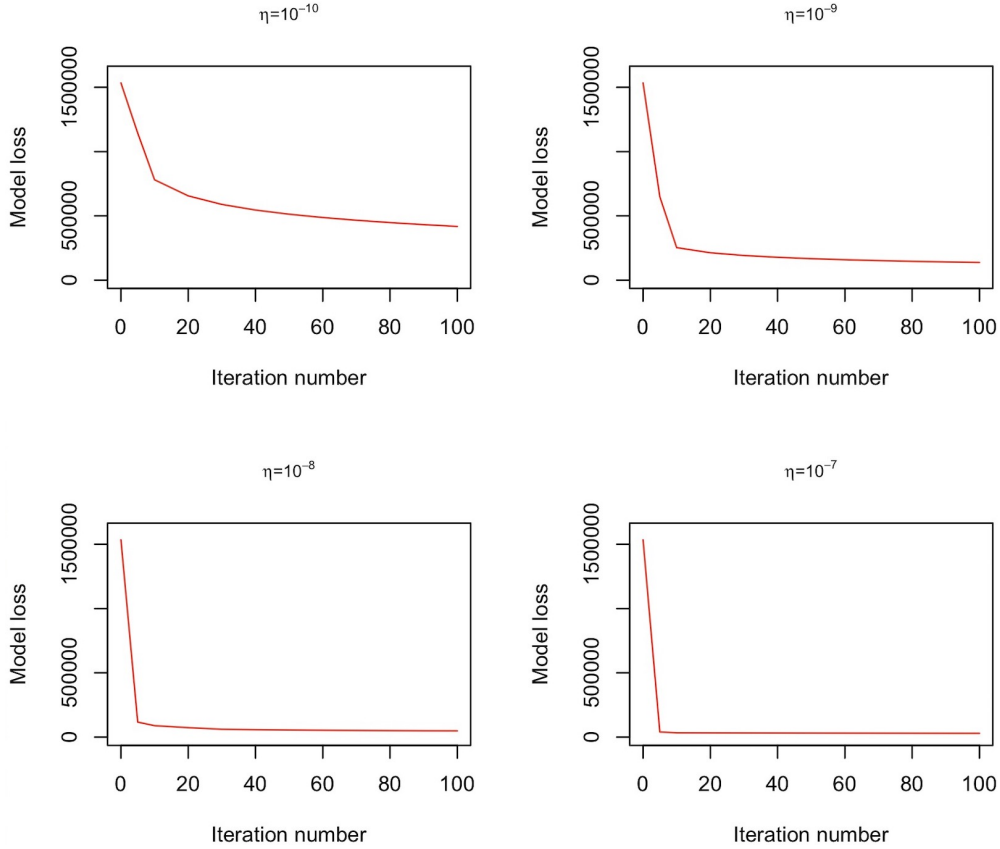 η=10⁻¹⁰
1500000
500000
0
Model loss
0 20 40 60 80 100
Iteration number
η=10⁻⁹
1500000
500000
0
Model loss
0 20 40 60 80 100
Iteration number
η=10⁻⁸
1500000
500000
0
Model loss
0 20 40 60 80 100
Iteration number
η=10⁻⁷
1500000
500000
0
Model loss
0 20 40 60 80 100
Iteration number